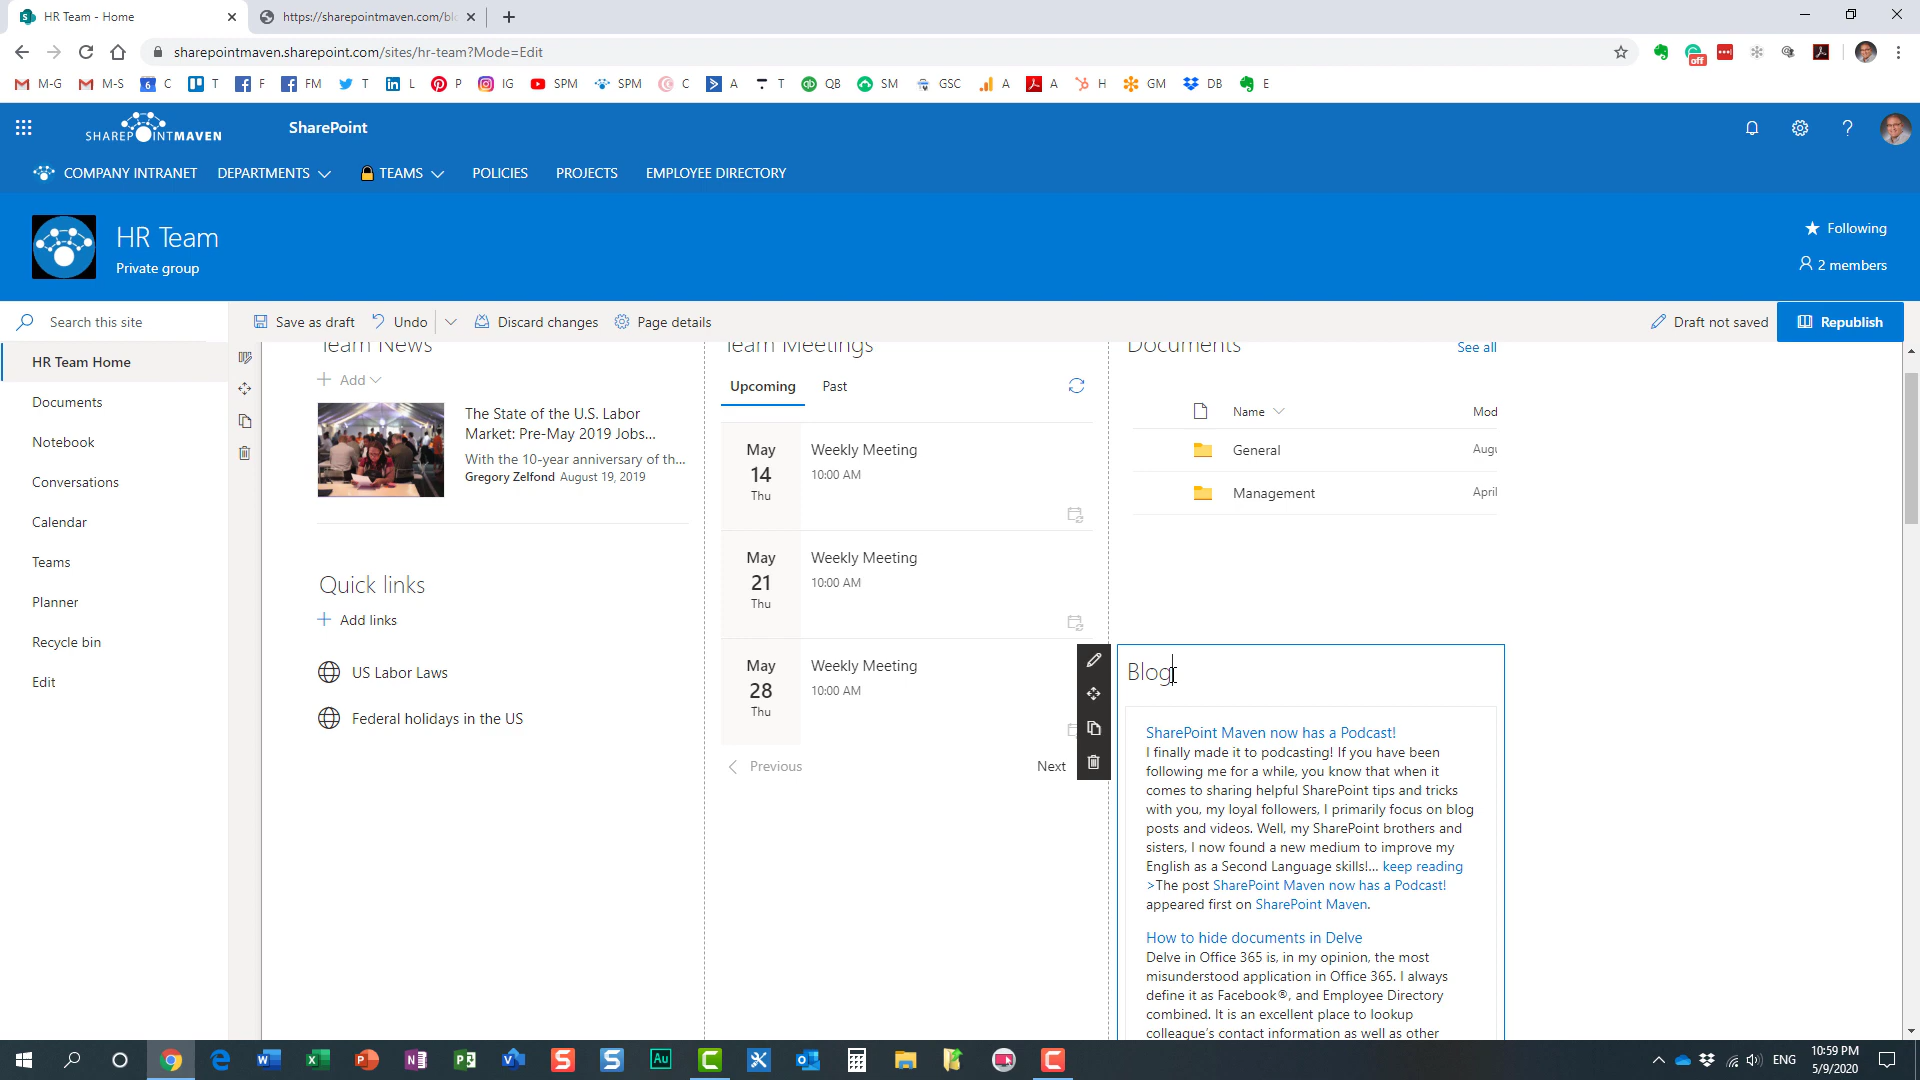 HR Team - Home
https://sharepointmaven.com/blo
sharepointmaven.sharepoint.com/sites/hr-team?Mode=Edit
off
M-G
M-S
6
C
T
F
FM
T
L
P
IG
SPM
SPM
C
A
T
QB
SM
GSC
A
A
H
GM
DB
E
SHAREPOINTMAVEN
SharePoint
COMPANY INTRANET
DEPARTMENTS
TEAMS
POLICIES
PROJECTS
EMPLOYEE DIRECTORY
HR Team
Private group
Following
2 members
Search this site
Save as draft
Undo
Discard changes
Page details
Draft not saved
Republish
HR Team Home
Documents
Notebook
Conversations
Calendar
Teams
Planner
Recycle bin
Edit
Team News
Add
The State of the U.S. Labor
Market: Pre-May 2019 Jobs...
With the 10-year anniversary of th...
Gregory Zelfond August 19, 2019
Quick links
Add links
US Labor Laws
Federal holidays in the US
Team Meetings
Upcoming
Past
May
14
Thu
Weekly Meeting
10:00 AM
May
21
Thu
Weekly Meeting
10:00 AM
May
28
Thu
Weekly Meeting
10:00 AM
Previous
Next
Documents
See all
Name
Mod
General
Augu
Management
April
Blog
SharePoint Maven now has a Podcast!
I finally made it to podcasting! If you have been
following me for a while, you know that when it
comes to sharing helpful SharePoint tips and tricks
with you, my loyal followers, I primarily focus on blog
posts and videos. Well, my SharePoint brothers and
sisters, I now found a new medium to improve my
English as a Second Language skills!... keep reading
>The post SharePoint Maven now has a Podcast!
appeared first on SharePoint Maven.
How to hide documents in Delve
Delve in Office 365 is, in my opinion, the most
misunderstood application in Office 365. I always
define it as Facebook®, and Employee Directory
combined. It is an excellent place to lookup
colleague's contact information as well as other
Au
ENG
10:59 PM
5/9/2020